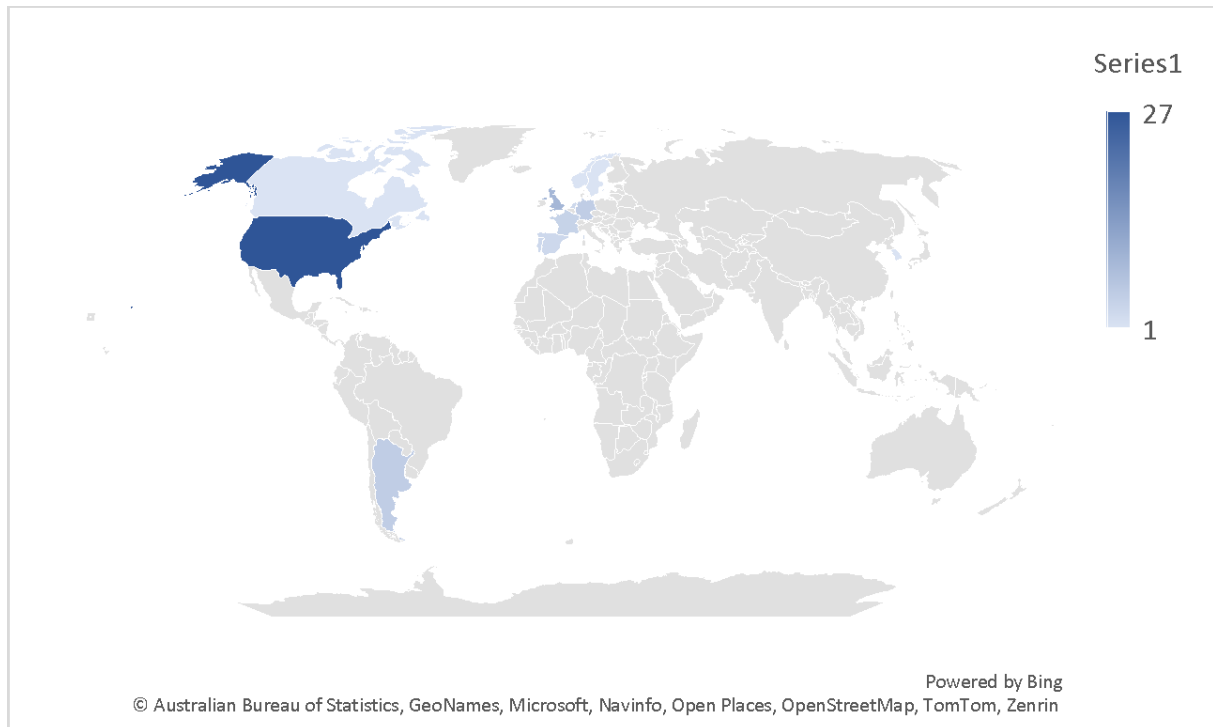 Series1
27
1
Powered by Bing
© Australian Bureau of Statistics, GeoNames, Microsoft, Navinfo, Open Places, OpenStreetMap, TomTom, Zenrin